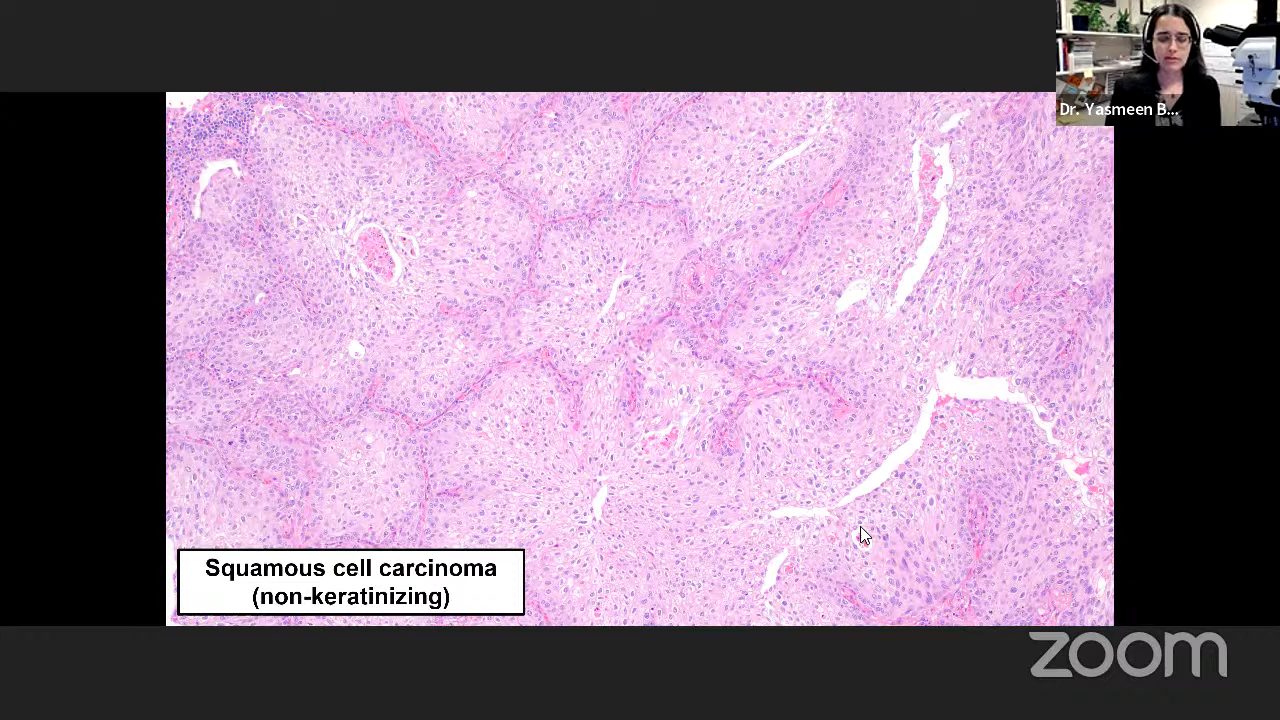 Dr. Yasmeen B...
Squamous cell carcinoma
(non-keratinizing)
zoom